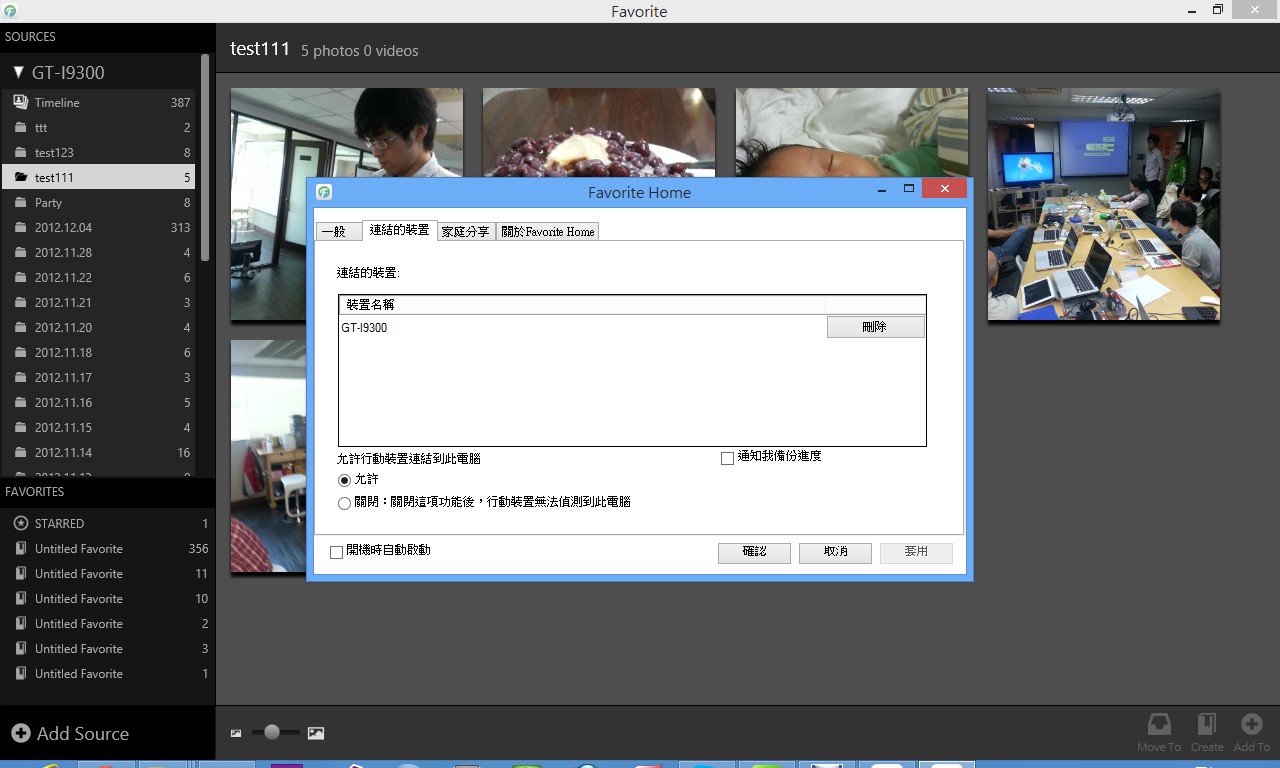 Favorite
SOURCES
GT-I9300
Timeline 387
ttt 2
test123 8
test111 5
Party 8
2012.12.04 313
2012.11.28 4
2012.11.22 6
2012.11.21 3
2012.11.20 4
2012.11.18 6
2012.11.17 3
2012.11.16 5
2012.11.15 4
2012.11.14 16
FAVORITES
STARRED 1
Untitled Favorite 356
Untitled Favorite 11
Untitled Favorite 10
Untitled Favorite 2
Untitled Favorite 3
Untitled Favorite 1
Add Source
test111 5 photos 0 videos
Favorite Home
一般 連結的裝置 家庭分享 關於Favorite Home
連結的裝置:
裝置名稱
GT-I9300 刪除
允許行動裝置連結到此電腦 通知我備份進度
允許
關閉：關閉這項功能後，行動裝置無法偵測到此電腦
開機時自動啟動 確認 取消 套用
Move To Create Add To